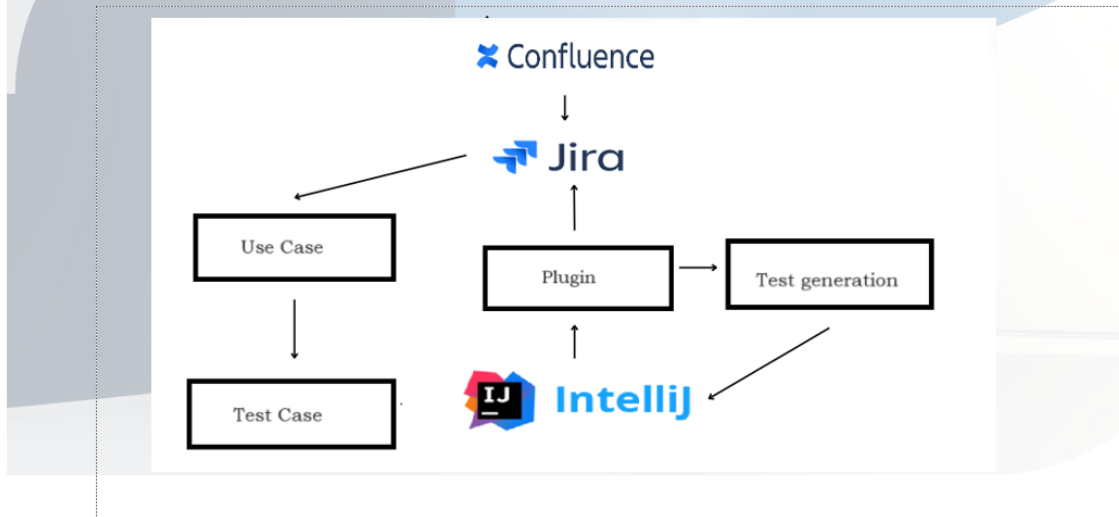 Confluence
Jira
Use Case
Plugin
Test generation
Test Case
IJ
IntelliJ